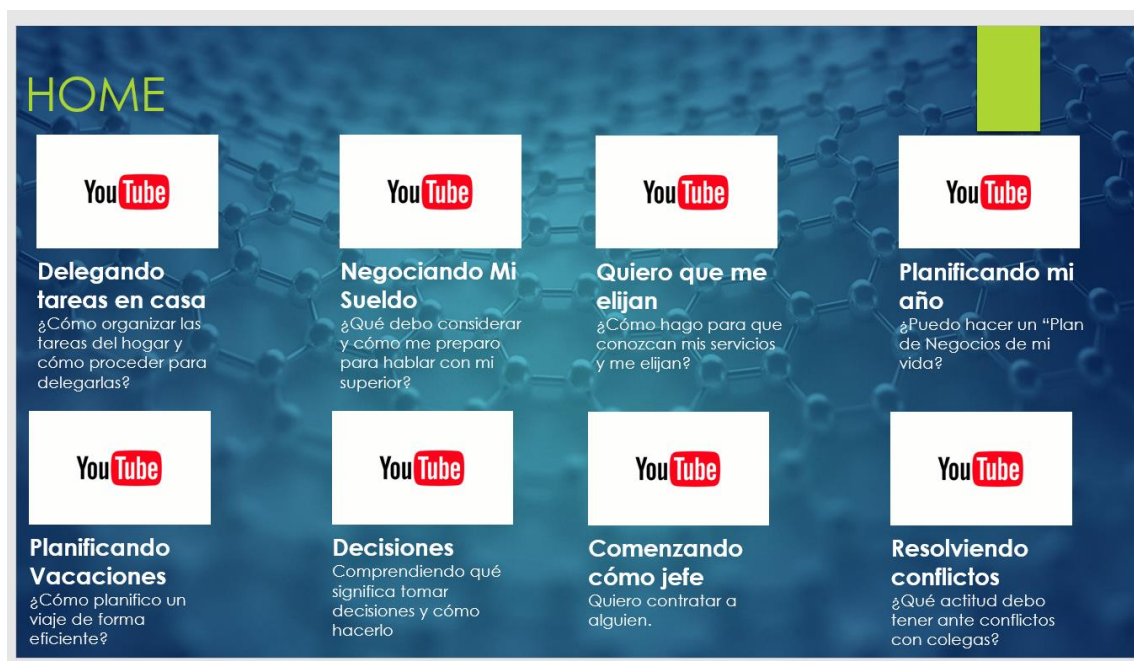 HOME
YouTube
Delegando
tareas en casa
¿Cómo organizar las
tareas del hogar y
cómo proceder para
delegarlas?
YouTube
Negociando Mi
Sueldo
¿Qué debo considerar
y cómo me preparo
para hablar con mi
superior?
YouTube
Quiero que me
elijan
¿Cómo hago para que
conozcan mis servicios
y me elijan?
YouTube
Planificando mi
año
¿Puedo hacer un “Plan
de Negocios de mi
vida?
YouTube
Planificando
Vacaciones
¿Cómo planifico un
viaje de forma
eficiente?
YouTube
Decisiones
Comprendiendo qué
significa tomar
decisiones y cómo
hacerlo
YouTube
Comenzando
cómo jefe
Quiero contratar a
alguien.
YouTube
Resolviendo
conflictos
¿Qué actitud debo
tener ante conflictos
con colegas?